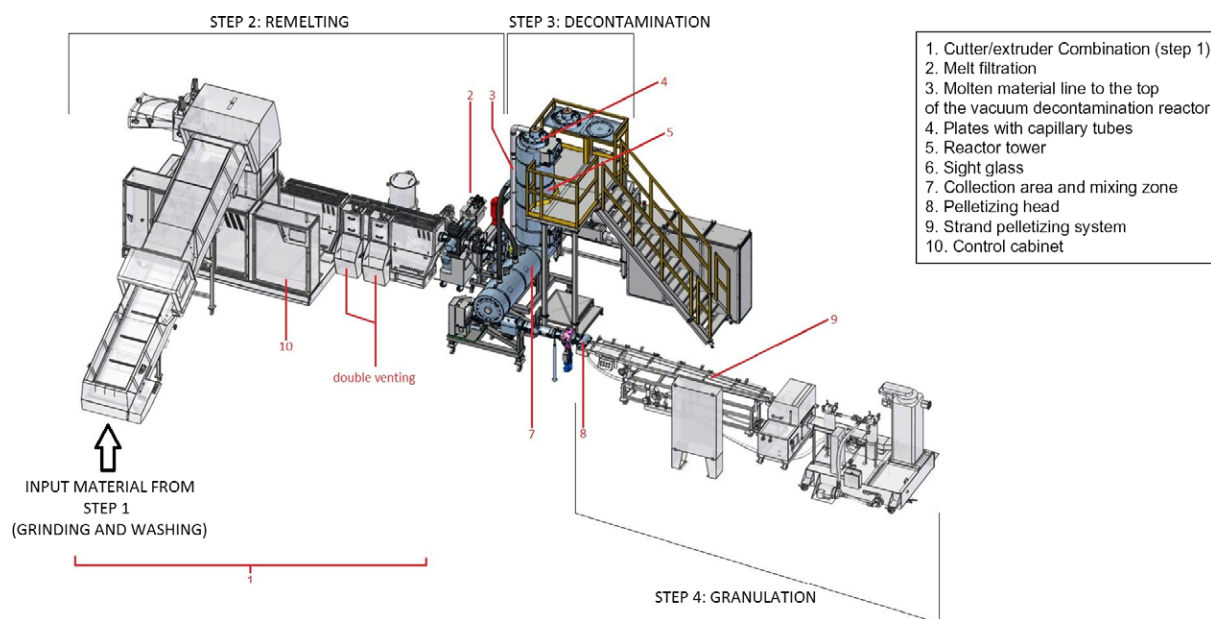 STEP 2: REMELTING
STEP 3: DECONTAMINATION
1. Cutter/extruder Combination (step 1)
2. Melt filtration
3. Molten material line to the top
of the vacuum decontamination reactor
4. Plates with capillary tubes
5. Reactor tower
6. Sight glass
7. Collection area and mixing zone
8. Pelletizing head
9. Strand pelletizing system
10. Control cabinet
2
3
4
5
9
10
double venting
7
8
INPUT MATERIAL FROM
STEP 1
(GRINDING AND WASHING)
1
STEP 4: GRANULATION